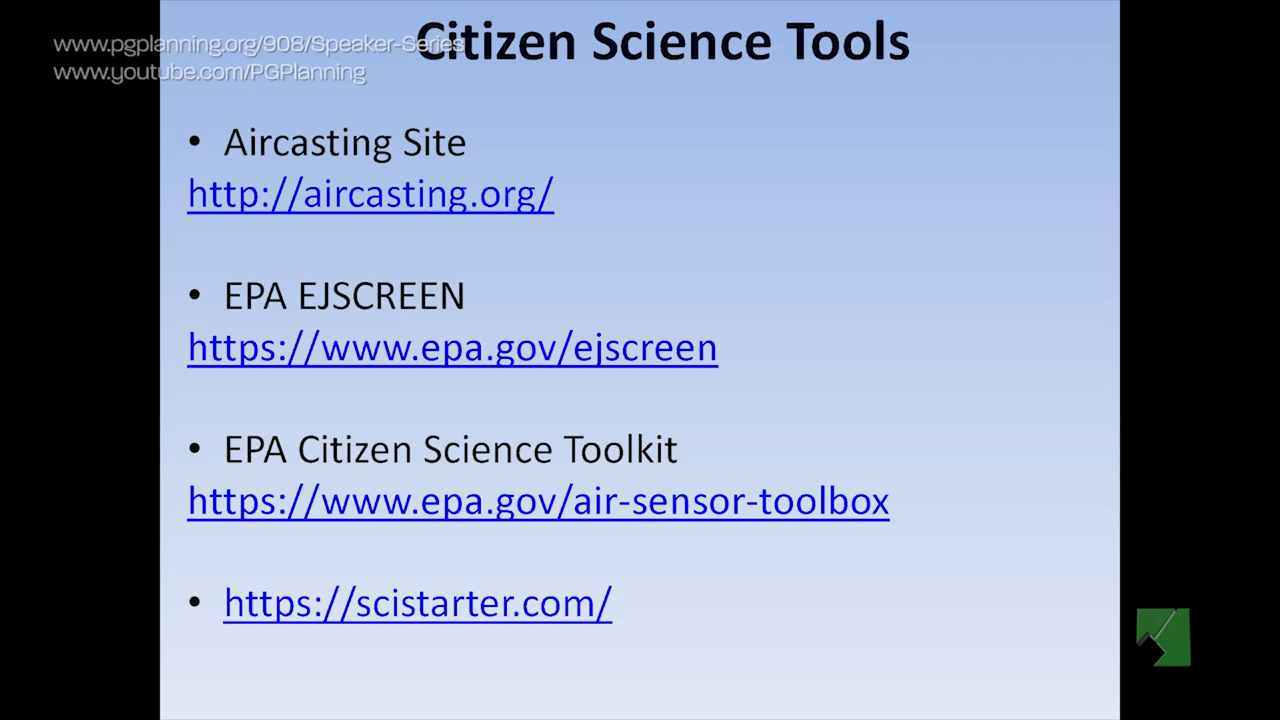 www.pgplanning.org/908/Speaker-Series
www.youtube.com/PGPlanning
Citizen Science Tools
• Aircasting Site
http://aircasting.org/
• EPA EJSCREEN
https://www.epa.gov/ejscreen
• EPA Citizen Science Toolkit
https://www.epa.gov/air-sensor-toolbox
• https://scistarter.com/